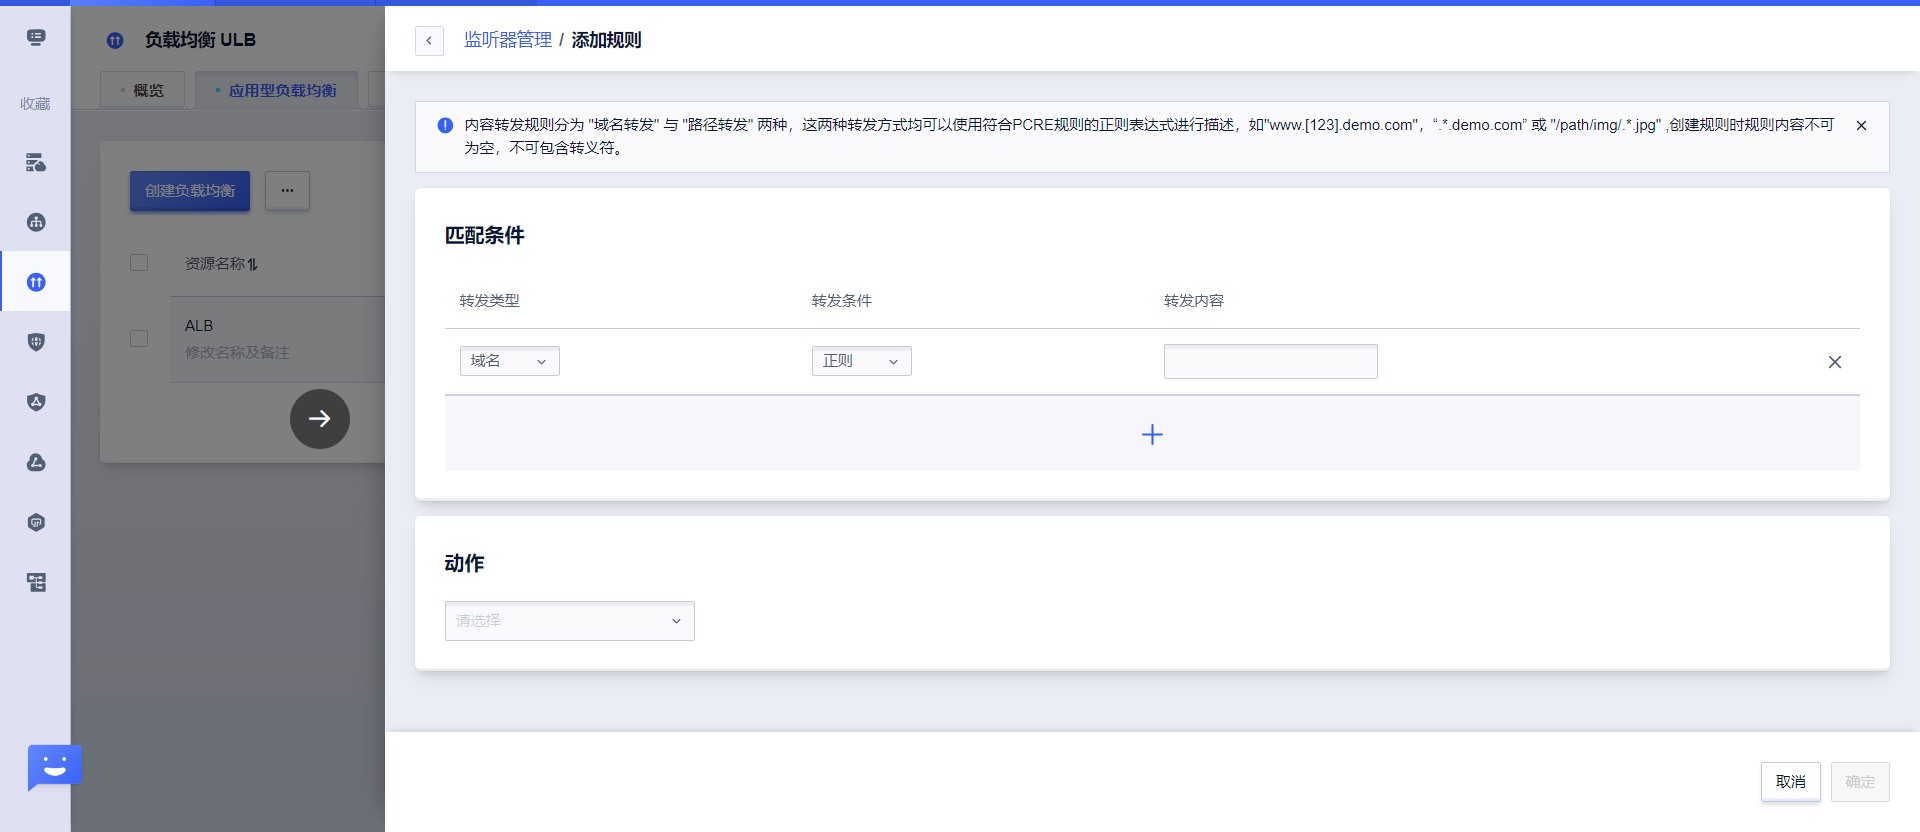 负载均衡 ULB
监听器管理 / 添加规则
收藏
概览
应用型负载均衡
内容转发规则分为 "域名转发" 与 "路径转发" 两种，这两种转发方式均可以使用符合PCRE规则的正则表达式进行描述，如"www.[123].demo.com"，“.*.demo.com” 或 "/path/img/.*.jpg" ,创建规则时规则内容不可
为空，不可包含转义符。
创建负载均衡
...
匹配条件
资源名称
转发类型
转发条件
转发内容
ALB
修改名称及备注
域名
正则
动作
请选择
取消
确定